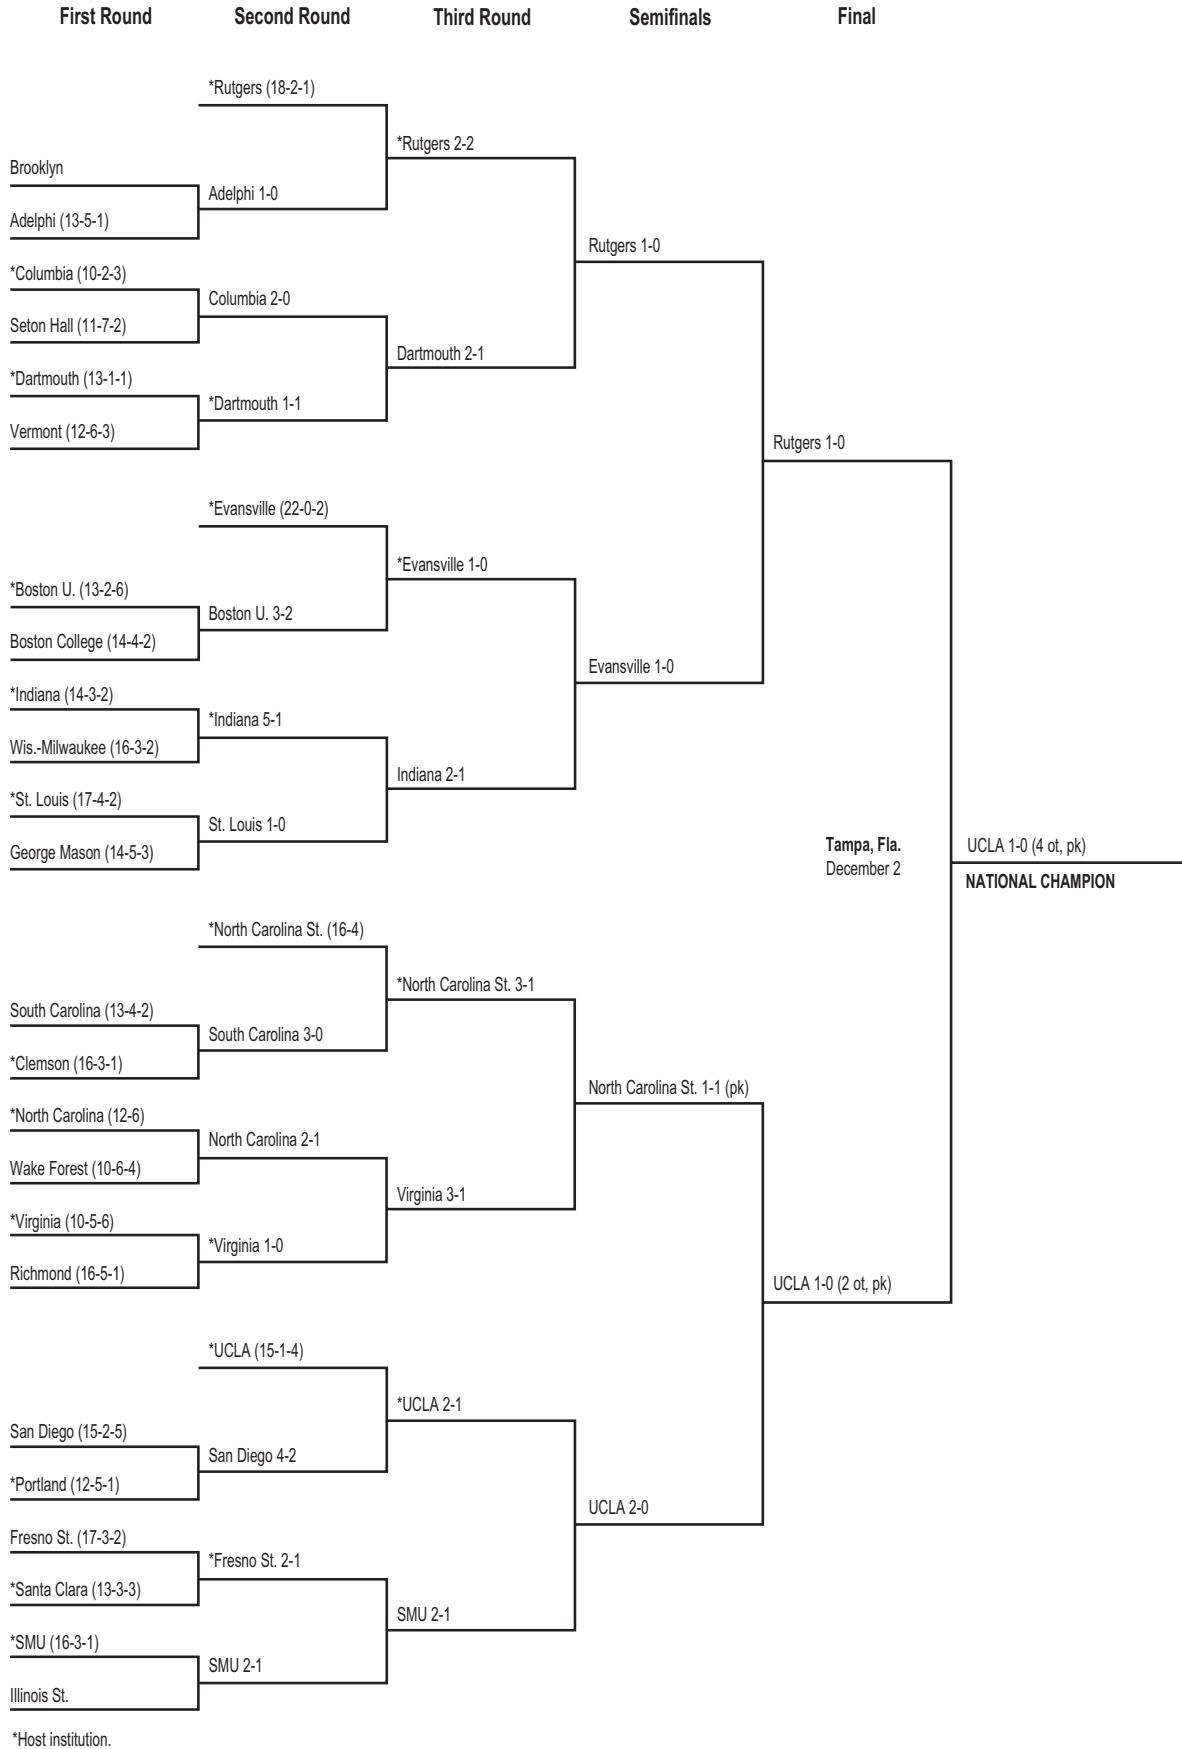 First Round
Second Round
Third Round
Semifinals
Final
*Rutgers (18-2-1)
*Rutgers 2-2
Brooklyn
Adelphi 1-0
Adelphi (13-5-1)
Rutgers 1-0
*Columbia (10-2-3)
Columbia 2-0
Seton Hall (11-7-2)
Dartmouth 2-1
*Dartmouth (13-1-1)
*Dartmouth 1-1
Vermont (12-6-3)
Rutgers 1-0
*Evansville (22-0-2)
*Evansville 1-0
*Boston U. (13-2-6)
Boston U. 3-2
Boston College (14-4-2)
Evansville 1-0
*Indiana (14-3-2)
*Indiana 5-1
Wis.-Milwaukee (16-3-2)
Indiana 2-1
*St. Louis (17-4-2)
St. Louis 1-0
George Mason (14-5-3)
Tampa, Fla.
December 2
UCLA 1-0 (4 ot, pk)
NATIONAL CHAMPION
*North Carolina St. (16-4)
*North Carolina St. 3-1
South Carolina (13-4-2)
South Carolina 3-0
*Clemson (16-3-1)
North Carolina St. 1-1 (pk)
*North Carolina (12-6)
North Carolina 2-1
Wake Forest (10-6-4)
Virginia 3-1
*Virginia (10-5-6)
*Virginia 1-0
Richmond (16-5-1)
UCLA 1-0 (2 ot, pk)
*UCLA (15-1-4)
*UCLA 2-1
San Diego (15-2-5)
San Diego 4-2
*Portland (12-5-1)
UCLA 2-0
Fresno St. (17-3-2)
*Fresno St. 2-1
*Santa Clara (13-3-3)
SMU 2-1
*SMU (16-3-1)
SMU 2-1
Illinois St.
*Host institution.